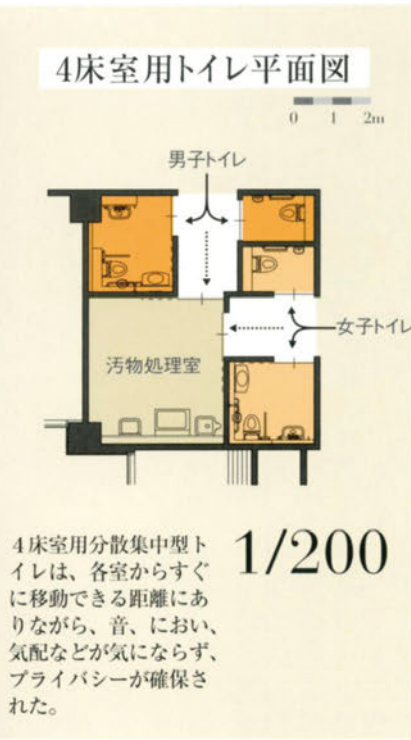 4床室用トイレ平面図
0 1 2m
男子トイレ
女子トイレ
汚物処理室
1/200
4床室用分散集中型ト
イレは、各室からすぐ
に移動できる距離にあ
りながら、音、におい、
気配などが気にならず、
プライバシーが確保さ
れた。